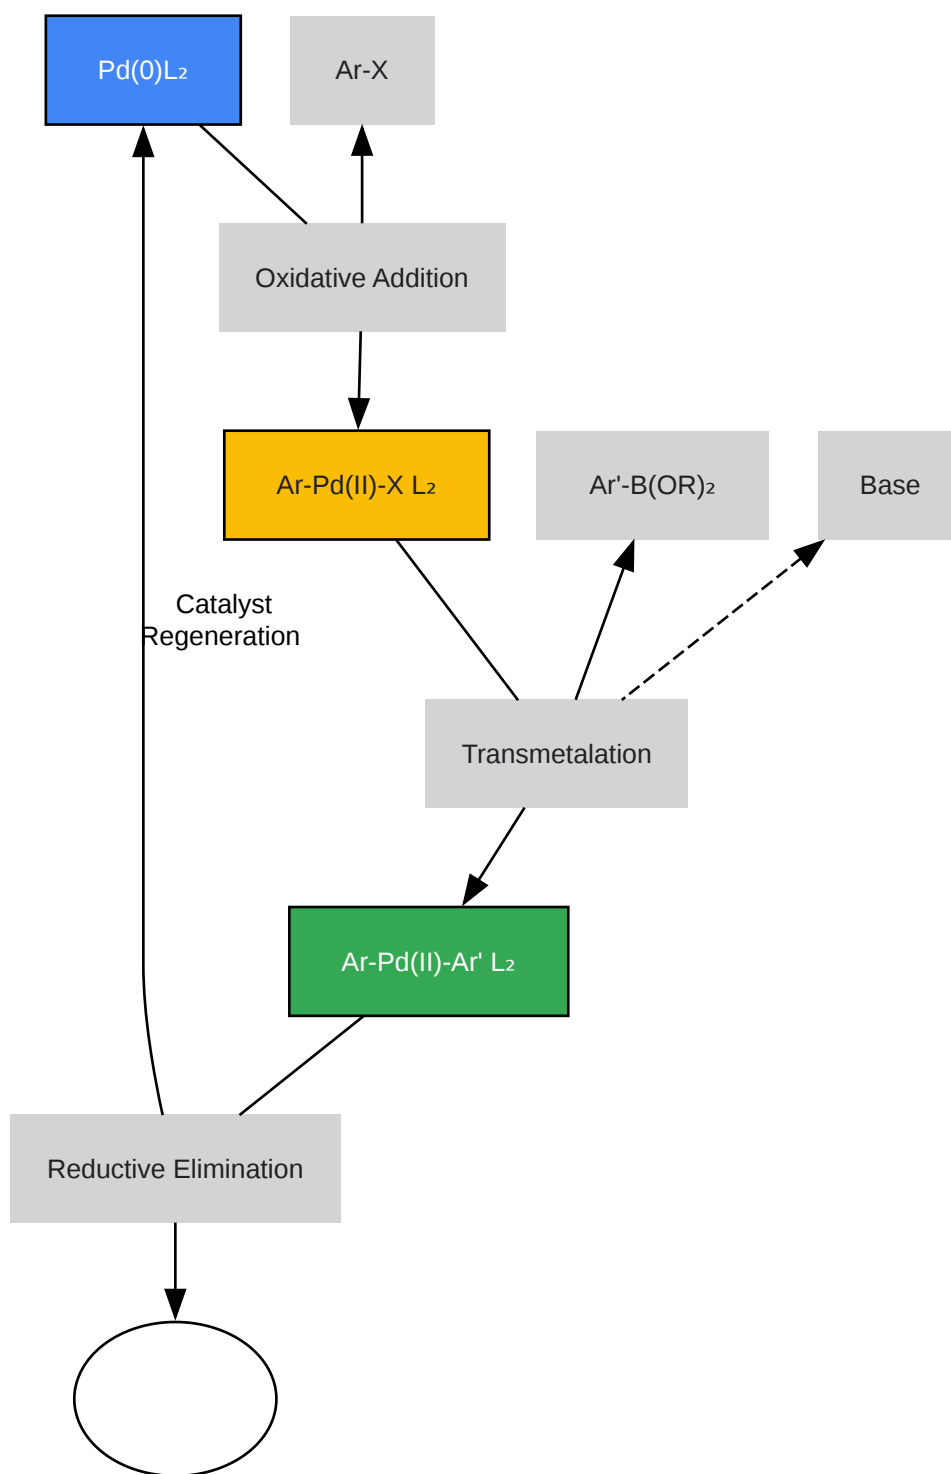 Pd(0)L₂
Ar-X
Oxidative Addition
Ar-Pd(II)-X L₂
Ar'-B(OR)₂
Base
Catalyst
Regeneration
Transmetalation
Ar-Pd(II)-Ar' L₂
Reductive Elimination